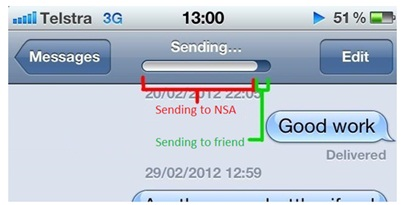 Telstra 3G 13:00 51%
Messages
Sending...
Edit
20/02/2012 22:05
Sending to NSA
Good work
Sending to friend
Delivered
29/02/2012 12:59